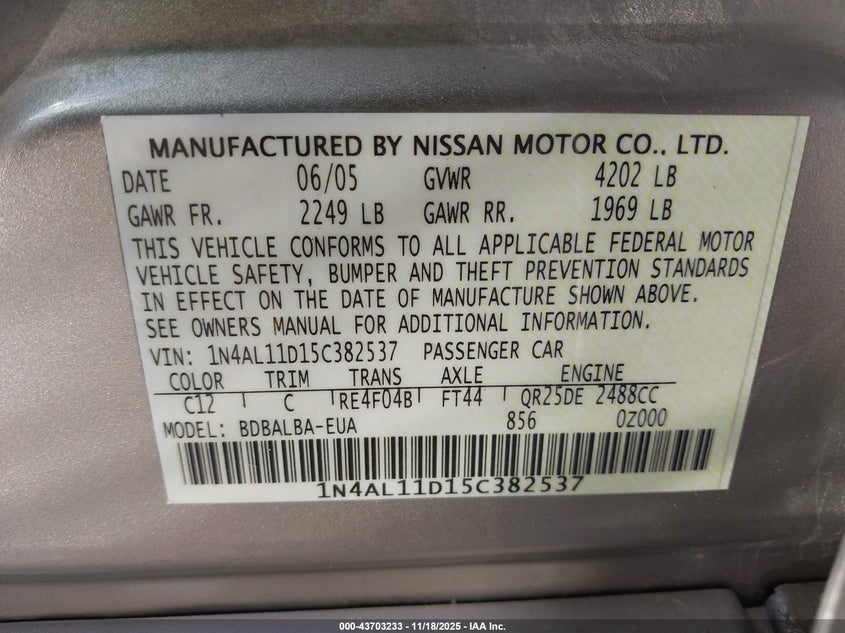 MANUFACTURED BY NISSAN MOTOR CO., LTD.
DATE 06/05 GVWR 4202 LB
GAWR FR. 2249 LB GAWR RR. 1969 LB
THIS VEHICLE CONFORMS TO ALL APPLICABLE FEDERAL MOTOR
VEHICLE SAFETY, BUMPER AND THEFT PREVENTION STANDARDS
IN EFFECT ON THE DATE OF MANUFACTURE SHOWN ABOVE.
SEE OWNERS MANUAL FOR ADDITIONAL INFORMATION.
VIN: 1N4AL11D15C382537 PASSENGER CAR
COLOR TRIM TRANS AXLE ENGINE
C12 C RE4F04B FT44 QR25DE 2488CC
MODEL: BDBALBA-EUA 856 0Z000
1N4AL11D15C382537
000-43703233 - 11/18/2025 - IAA Inc.